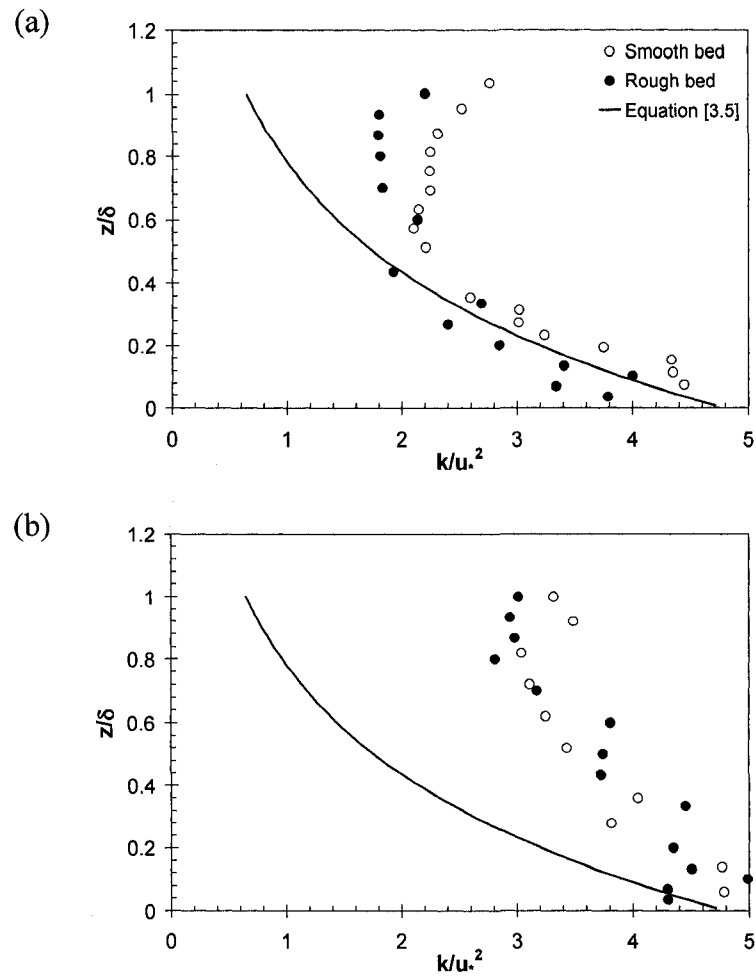 (a)
1.2
1
0.8
0.6
0.4
0.2
0
z/δ
0 1 2 3 4 5
k/u*²
Smooth bed
Rough bed
Equation [3.5]
(b)
1.2
1
0.8
0.6
0.4
0.2
0
z/δ
0 1 2 3 4 5
k/u*²